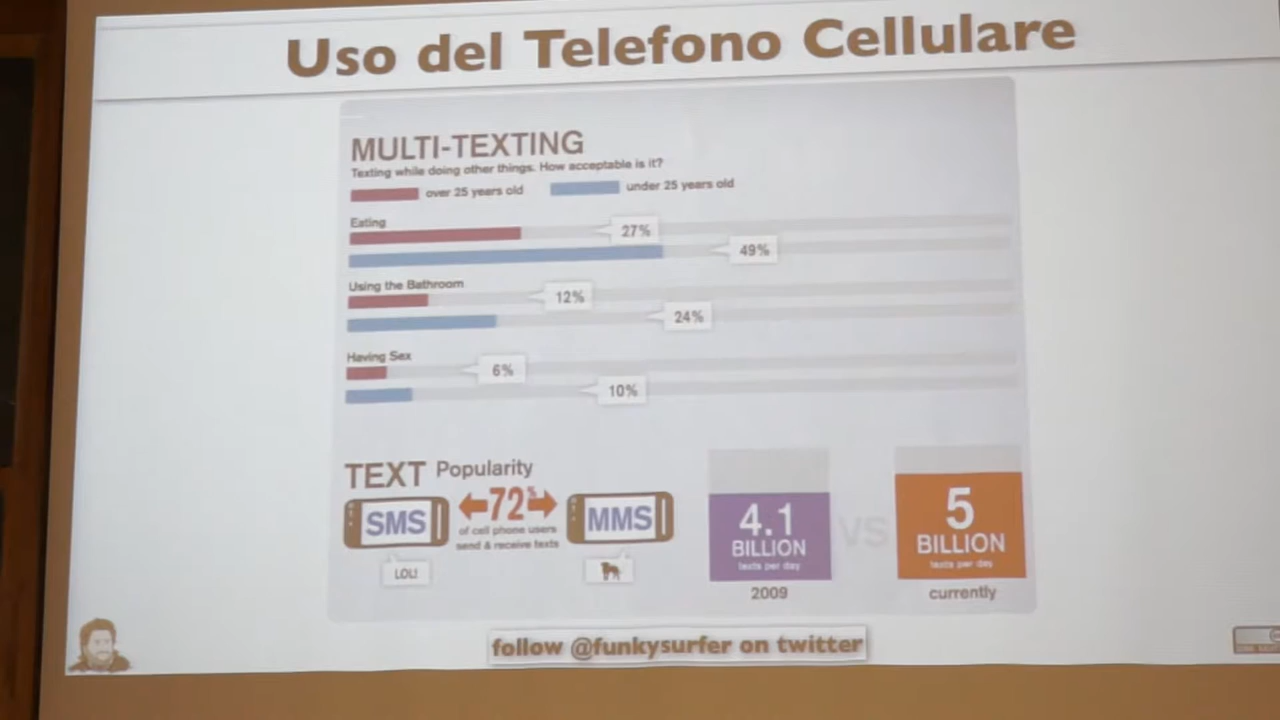 Uso del Telefono Cellulare
MULTI-TEXTING
Texting while doing other things. How acceptable is it?
over 25 years old
under 25 years old
Eating
27%
49%
Using the Bathroom
12%
24%
Having Sex
6%
10%
TEXT Popularity
SMS
72%
of cell phone users
send & receive texts
MMS
LOL!
4.1
BILLION
texts per day
2009
VS
5
BILLION
texts per day
currently
follow @funkysurfer on twitter